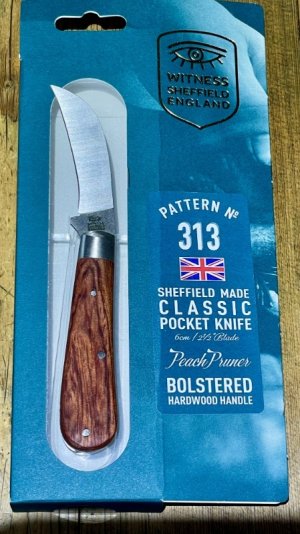 WITNESS
SHEFFIELD
ENGLAND
PATTERN Nº
313
SHEFFIELD MADE
CLASSIC
POCKET KNIFE
6cm / 2½" Blade
Peach Pruner
BOLSTERED
HARDWOOD HANDLE